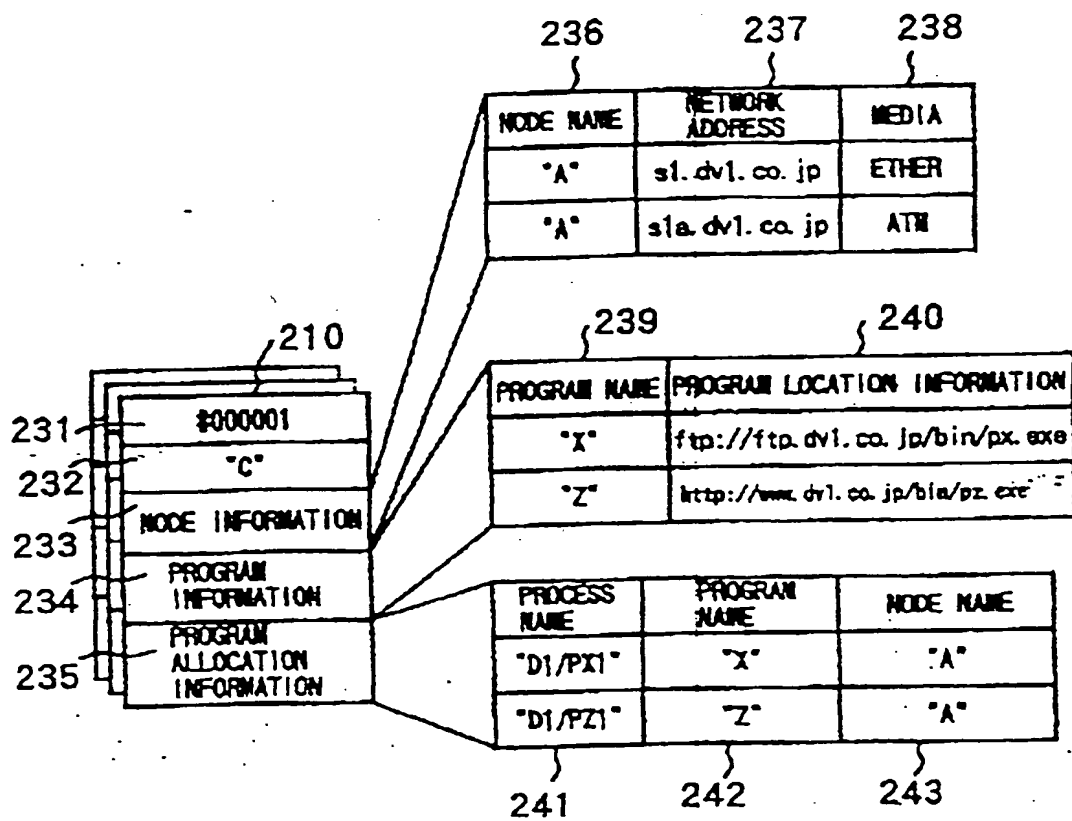 236 237 238
NODE NAME NETWORK ADDRESS MEDIA
"A" s1.dv1.co.jp ETHER
"A" s1a.dv1.co.jp ATM
210
239 240
PROGRAM NAME PROGRAM LOCATION INFORMATION
"X" ftp://ftp.dv1.co.jp/bin/px.exe
"Z" http://www.dv1.co.jp/bin/pz.exe
231 $000001
232 "C"
233 NODE INFORMATION
234 PROGRAM
INFORMATION
235 PROGRAM
ALLOCATION
INFORMATION
PROCESS NAME PROGRAM NAME NODE NAME
"D1/PX1" "X" "A"
"D1/PZ1" "Z" "A"
241 242 243